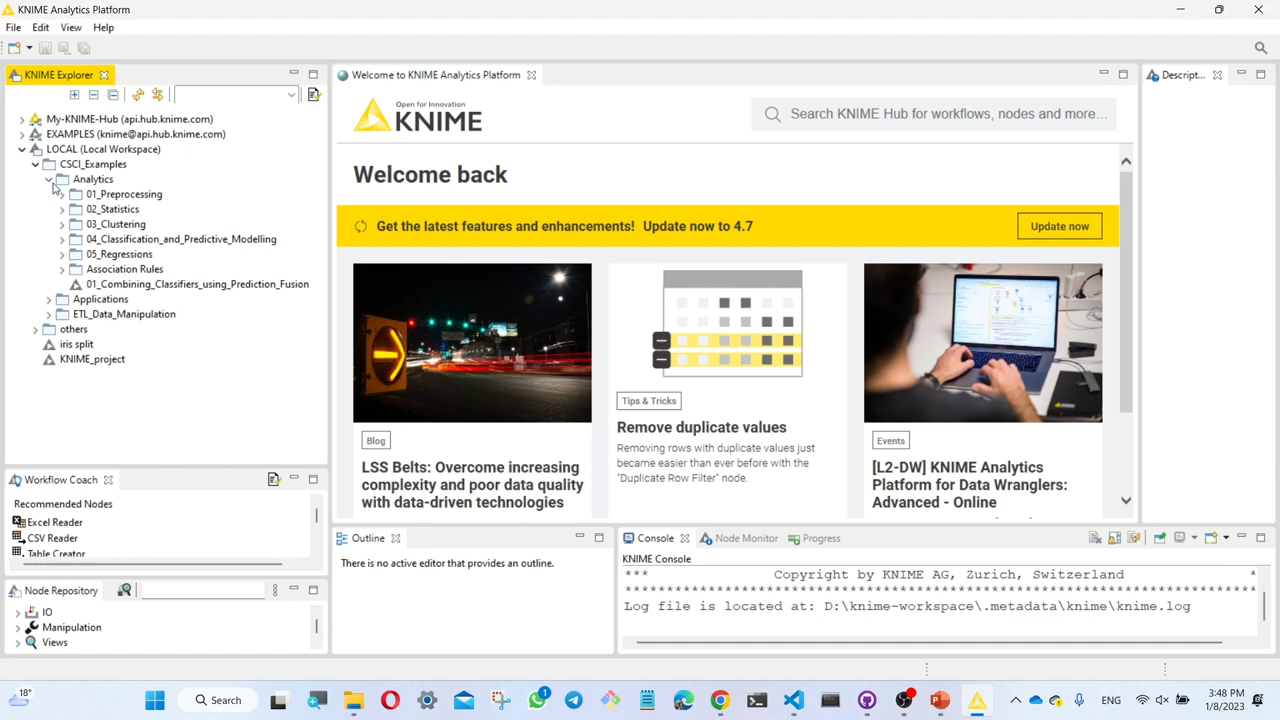 KNIME Analytics Platform
File Edit View Help
KNIME Explorer
My-KNIME-Hub (api.hub.knime.com)
EXAMPLES (knime@api.hub.knime.com)
LOCAL (Local Workspace)
CSCI_Examples
Analytics
01_Preprocessing
02_Statistics
03_Clustering
04_Classification_and_Predictive_Modelling
05_Regressions
Association Rules
01_Combining_Classifiers_using_Prediction_Fusion
Applications
ETL_Data_Manipulation
others
iris split
KNIME_project
Workflow Coach
Recommended Nodes
Excel Reader
CSV Reader
Table Creator
Node Repository
IO
Manipulation
Views
Welcome to KNIME Analytics Platform
Open for Innovation
KNIME
Search KNIME Hub for workflows, nodes and more...
Welcome back
Get the latest features and enhancements! Update now to 4.7
Update now
Blog
LSS Belts: Overcome increasing
complexity and poor data quality
with data-driven technologies
Tips & Tricks
Remove duplicate values
Removing rows with duplicate values just
became easier than ever before with the
"Duplicate Row Filter" node.
Events
[L2-DW] KNIME Analytics
Platform for Data Wranglers:
Advanced - Online
Descript...
Outline
There is no active editor that provides an outline.
Console Node Monitor Progress
KNIME Console
*** Copyright by KNIME AG, Zurich, Switzerland *
Log file is located at: D:\knime-workspace\.metadata\knime\knime.log
18°
Search
1
ENG
3:48 PM
1/8/2023